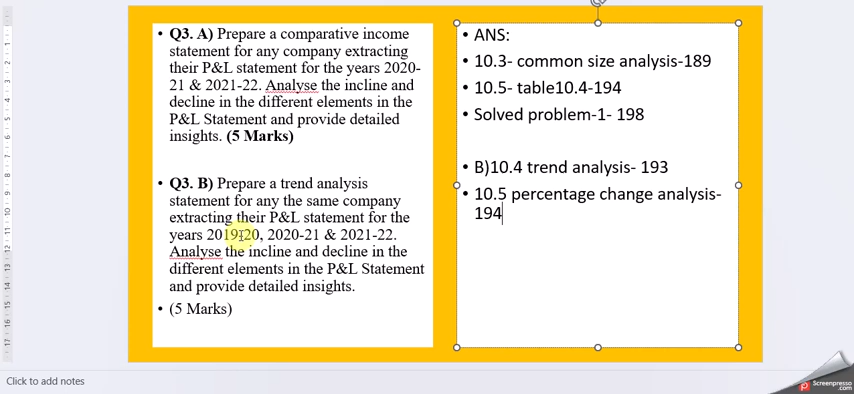 • Q3. A) Prepare a comparative income
statement for any company extracting
their P&L statement for the years 2020-
21 & 2021-22. Analyse the incline and
decline in the different elements in the
P&L Statement and provide detailed
insights. (5 Marks)
• Q3. B) Prepare a trend analysis
statement for any the same company
extracting their P&L statement for the
years 2019-20, 2020-21 & 2021-22.
Analyse the incline and decline in the
different elements in the P&L Statement
and provide detailed insights.
• (5 Marks)
• ANS:
• 10.3- common size analysis-189
• 10.5- table10.4-194
• Solved problem-1- 198
• B)10.4 trend analysis- 193
• 10.5 percentage change analysis-
194
Click to add notes
Screenpresso
.com